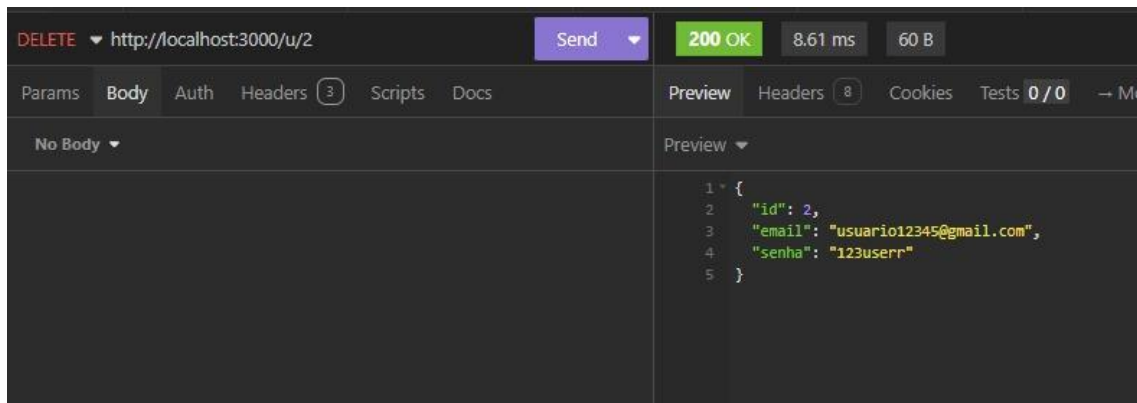 DELETE http://localhost:3000/u/2 Send 200 OK 8.61 ms 60 B
Params Body Auth Headers 3 Scripts Docs Preview Headers 8 Cookies Tests 0 / 0 → M
No Body Preview
1 {
2 "id": 2,
3 "email": "usuario12345@gmail.com",
4 "senha": "123userr"
5 }